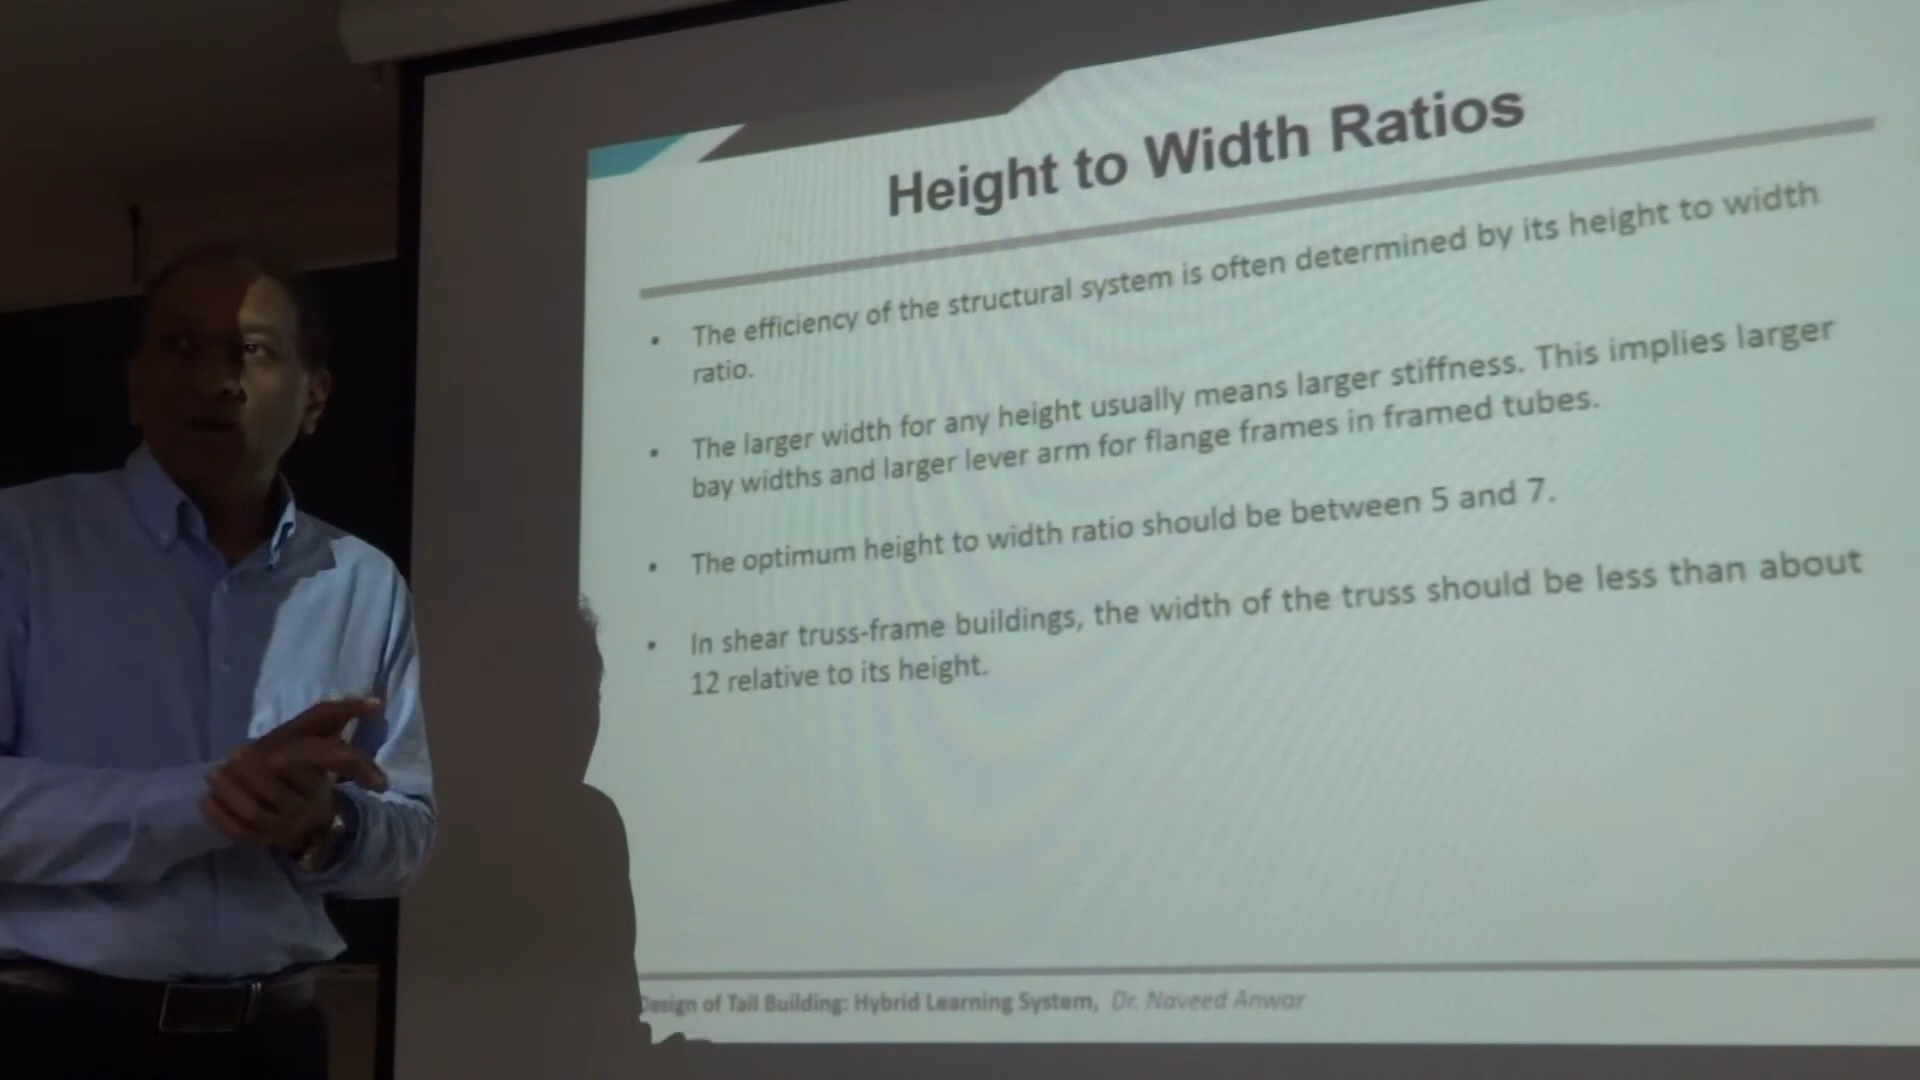 Height to Width Ratios
• The efficiency of the structural system is often determined by its height to width
ratio.
• The larger width for any height usually means larger stiffness. This implies larger
bay widths and larger lever arm for flange frames in framed tubes.
• The optimum height to width ratio should be between 5 and 7.
• In shear truss-frame buildings, the width of the truss should be less than about
12 relative to its height.
Design of Tall Building: Hybrid Learning System, Dr. Naveed Anwar